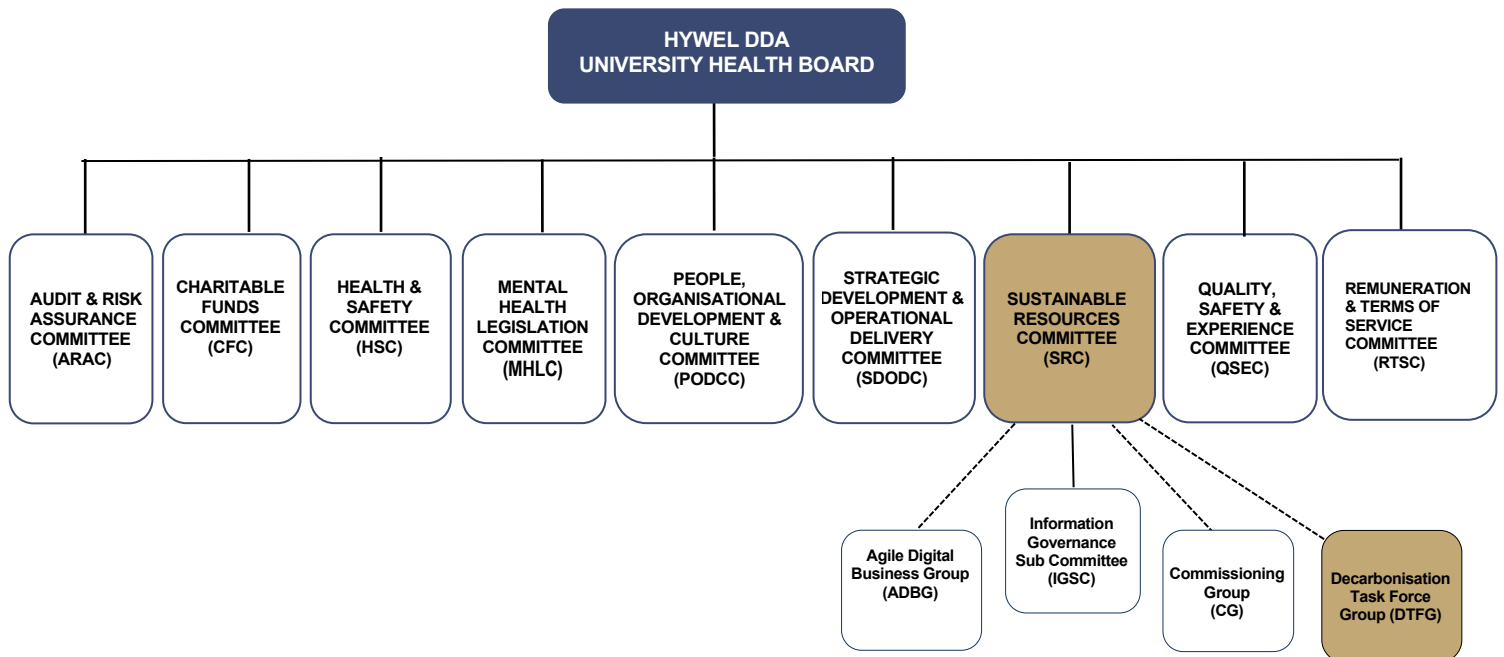 HYWEL DDA
UNIVERSITY HEALTH BOARD
AUDIT & RISK
ASSURANCE
COMMITTEE
(ARAC)
CHARITABLE
FUNDS
COMMITTEE
(CFC)
HEALTH &
SAFETY
COMMITTEE
(HSC)
MENTAL
HEALTH
LEGISLATION
COMMITTEE
(MHLC)
PEOPLE,
ORGANISATIONAL
DEVELOPMENT &
CULTURE
COMMITTEE
(PODCC)
STRATEGIC
DEVELOPMENT &
OPERATIONAL
DELIVERY
COMMITTEE
(SDODC)
SUSTAINABLE
RESOURCES
COMMITTEE
(SRC)
QUALITY,
SAFETY &
EXPERIENCE
COMMITTEE
(QSEC)
REMUNERATION
& TERMS OF
SERVICE
COMMITTEE
(RTSC)
Agile Digital
Business Group
(ADBG)
Information
Governance
Sub Committee
(IGSC)
Commissioning
Group
(CG)
Decarbonisation
Task Force
Group (DTFG)